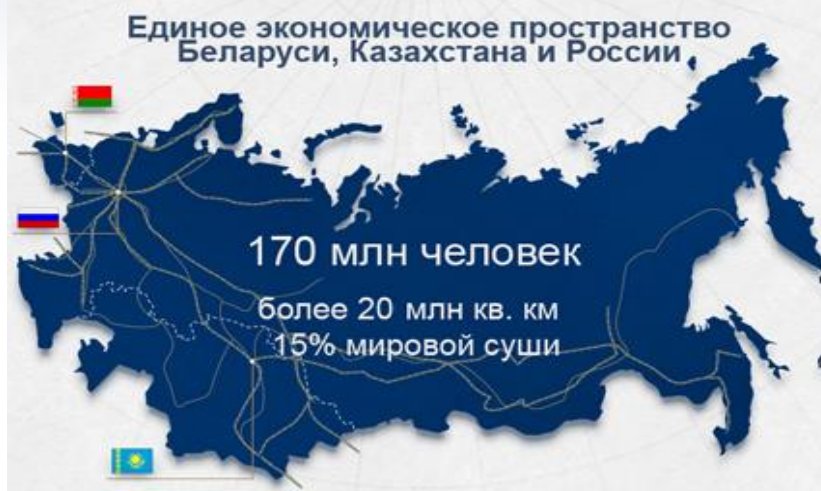 Единое экономическое пространство
Беларуси, Казахстана и России
170 млн человек
более 20 млн кв. км
15% мировой суши